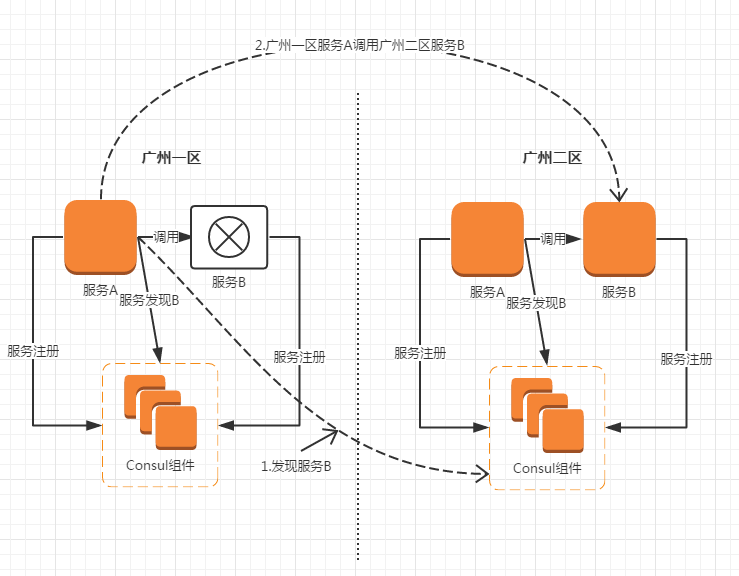 2.广州一区服务A调用广州二区服务B
广州一区
广州二区
调用
调用
服务A
服务B
服务A
服务B
服务发现B
服务发现B
服务注册
服务注册
服务注册
服务注册
Consul组件
1.发现服务B
Consul组件